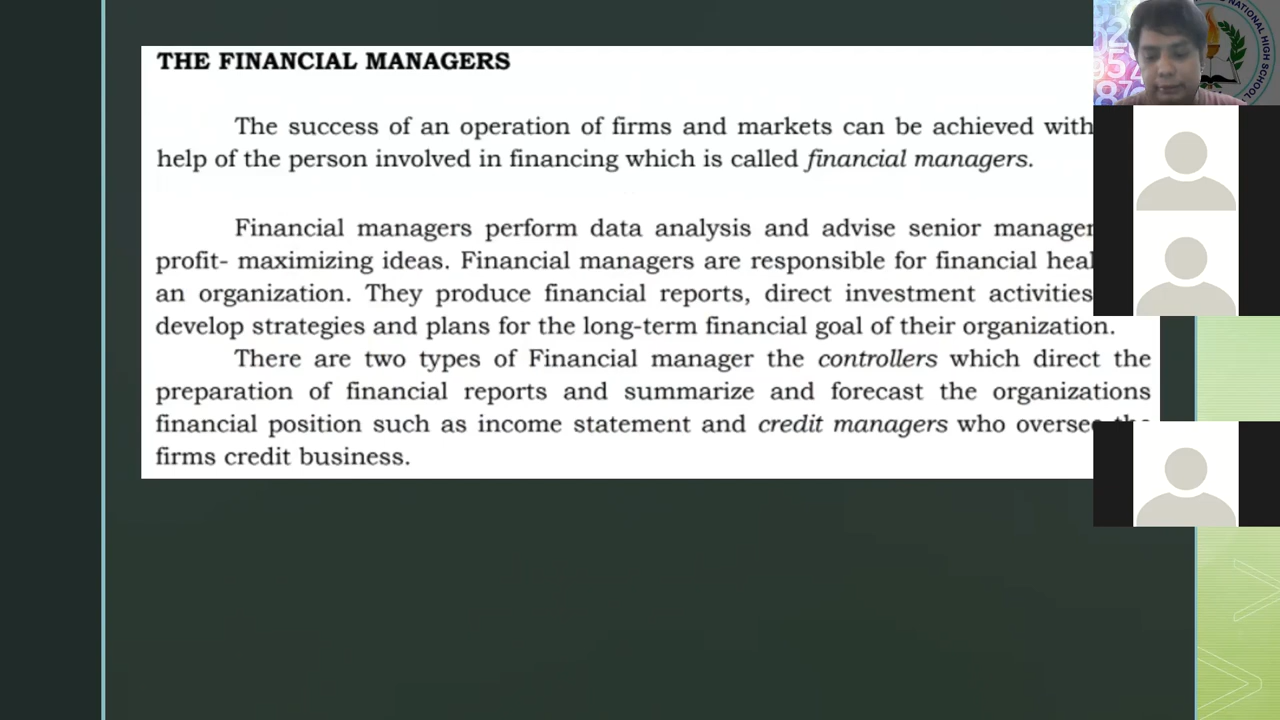 THE FINANCIAL MANAGERS
The success of an operation of firms and markets can be achieved with
help of the person involved in financing which is called financial managers.
Financial managers perform data analysis and advise senior
profit- maximizing ideas. Financial managers are responsible for financial
an organization. They produce financial reports, direct investment activities
develop strategies and plans for the long-term financial goal of their organization.
There are two types of Financial manager the controllers which direct the
preparation of financial reports and summarize and forecast the organizations
financial position such as income statement and credit managers who oversee the
firms credit business.
NATIONAL HIGH SCHOOL